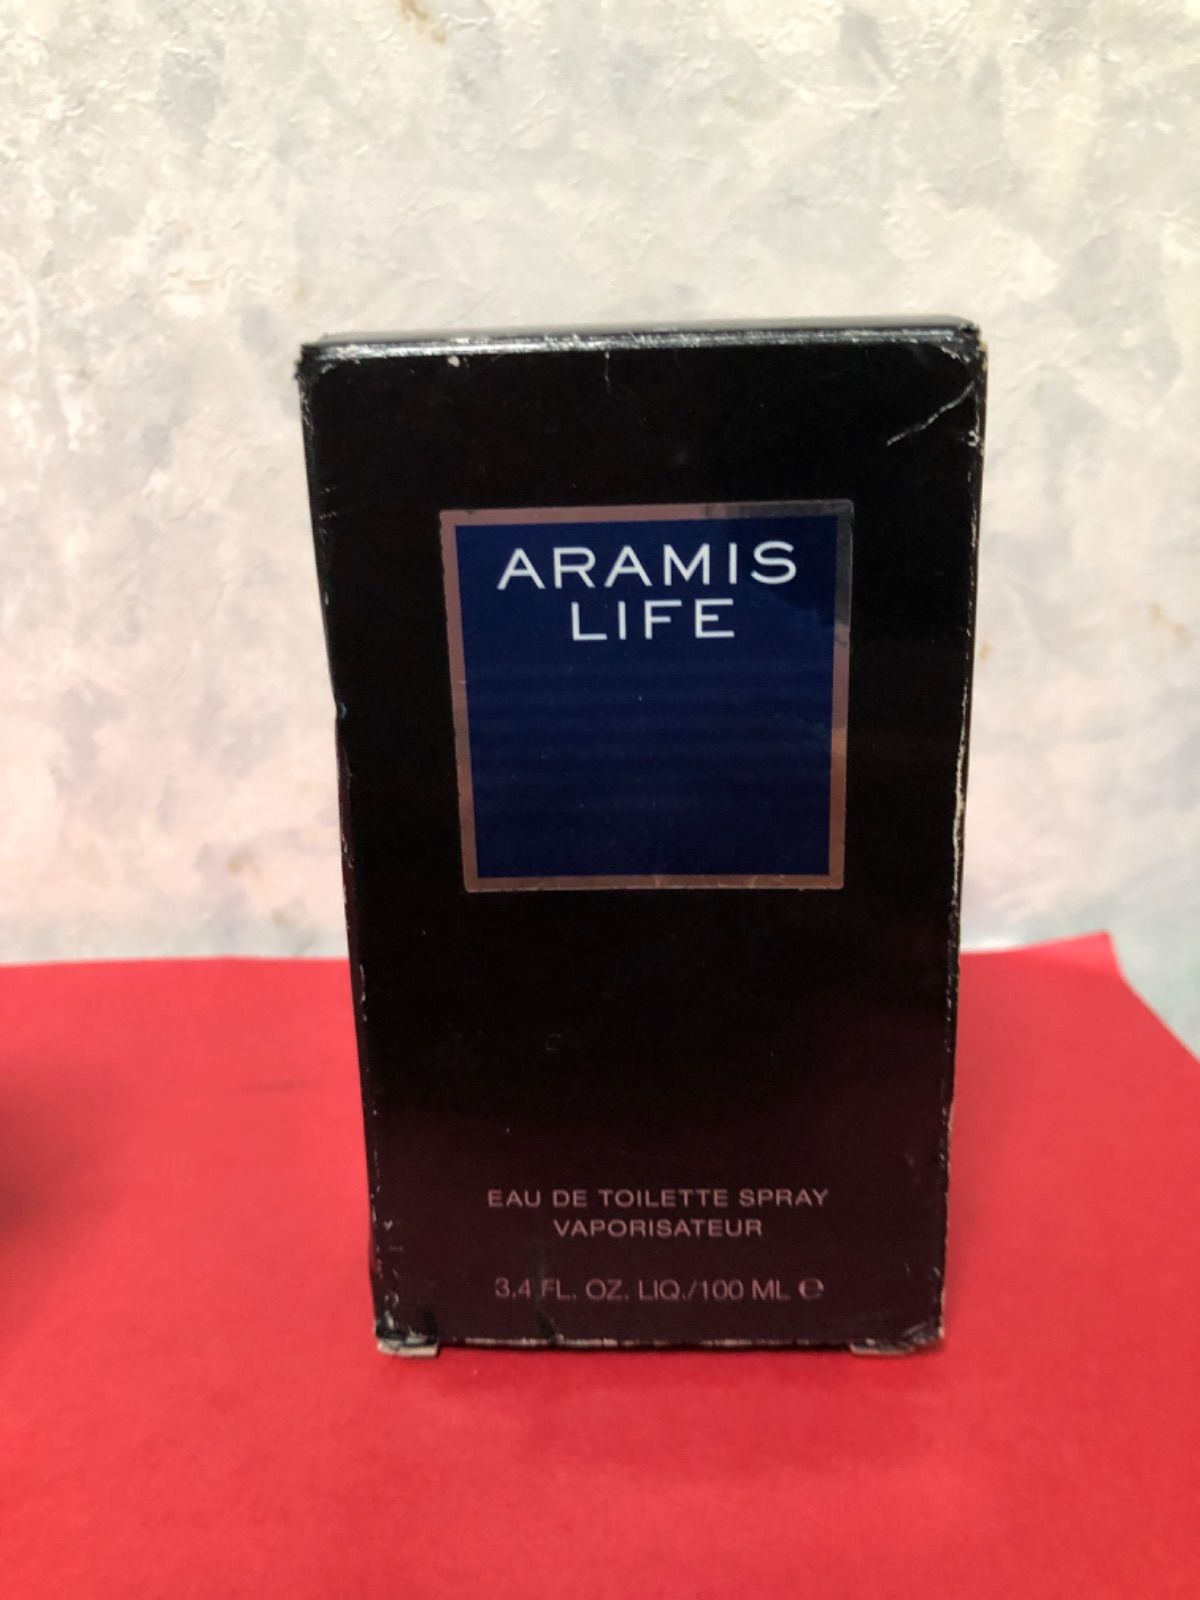 ARAMIS
LIFE
EAU DE TOILETTE SPRAY
VAPORISATEUR
3.4 FL. OZ. LIQ./100 ML ℮